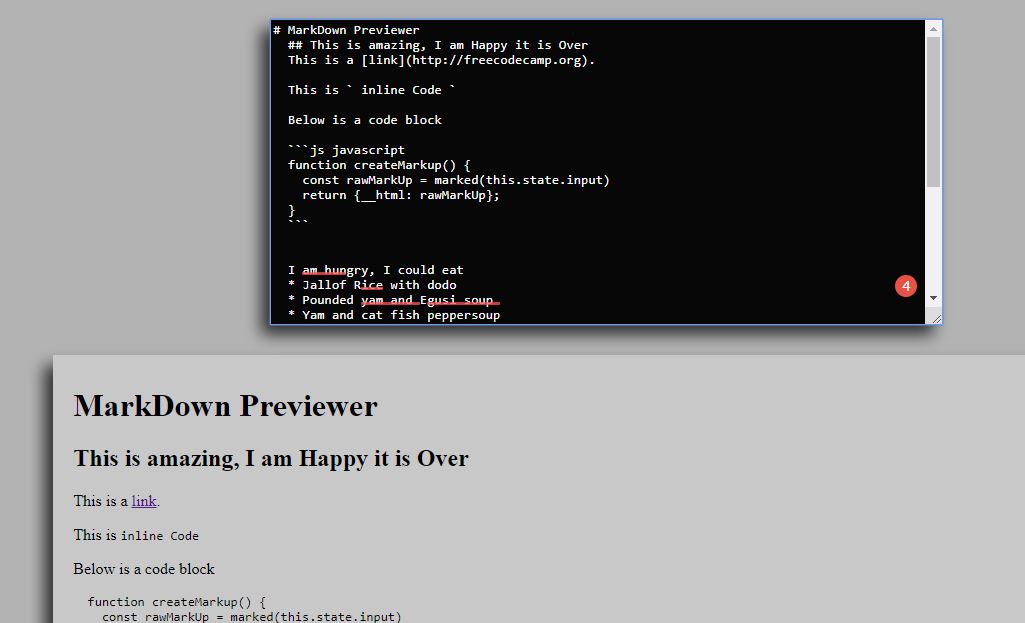 # MarkDown Previewer
## This is amazing, I am Happy it is Over
This is a [link](http://freecodecamp.org).
This is ` inline Code `
Below is a code block
```js javascript
function createMarkup() {
const rawMarkUp = marked(this.state.input)
return {__html: rawMarkUp};
}
```
I am hungry, I could eat
* Jallof Rice with dodo
* Pounded yam and Egusi soup
* Yam and cat fish peppersoup
4
MarkDown Previewer
This is amazing, I am Happy it is Over
This is a link.
This is inline Code
Below is a code block
function createMarkup() {
const rawMarkUp = marked(this.state.input)